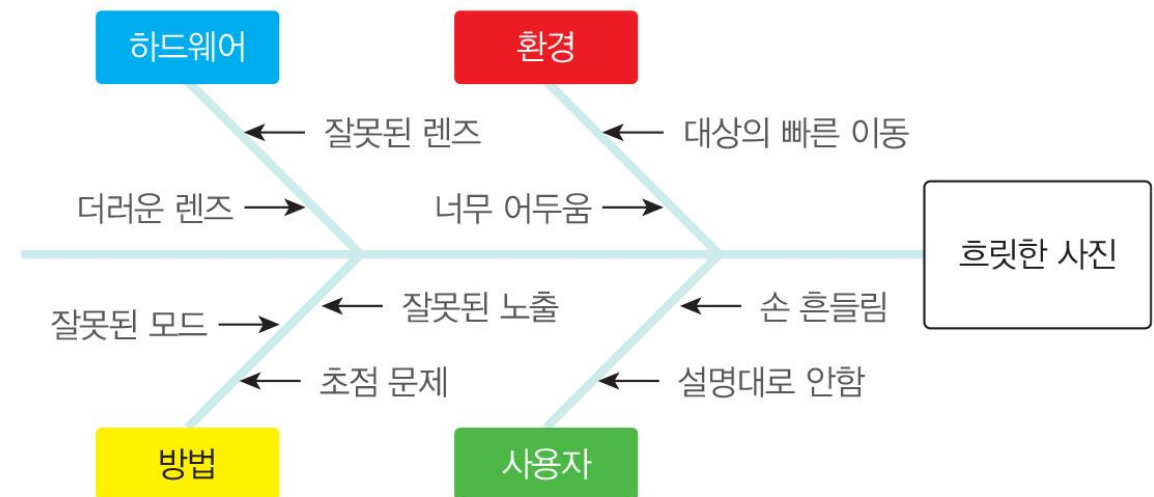 하드웨어
환경
잘못된 렌즈
대상의 빠른 이동
더러운 렌즈
너무 어두움
흐릿한 사진
잘못된 노출
손 흔들림
잘못된 모드
초점 문제
설명대로 안함
방법
사용자